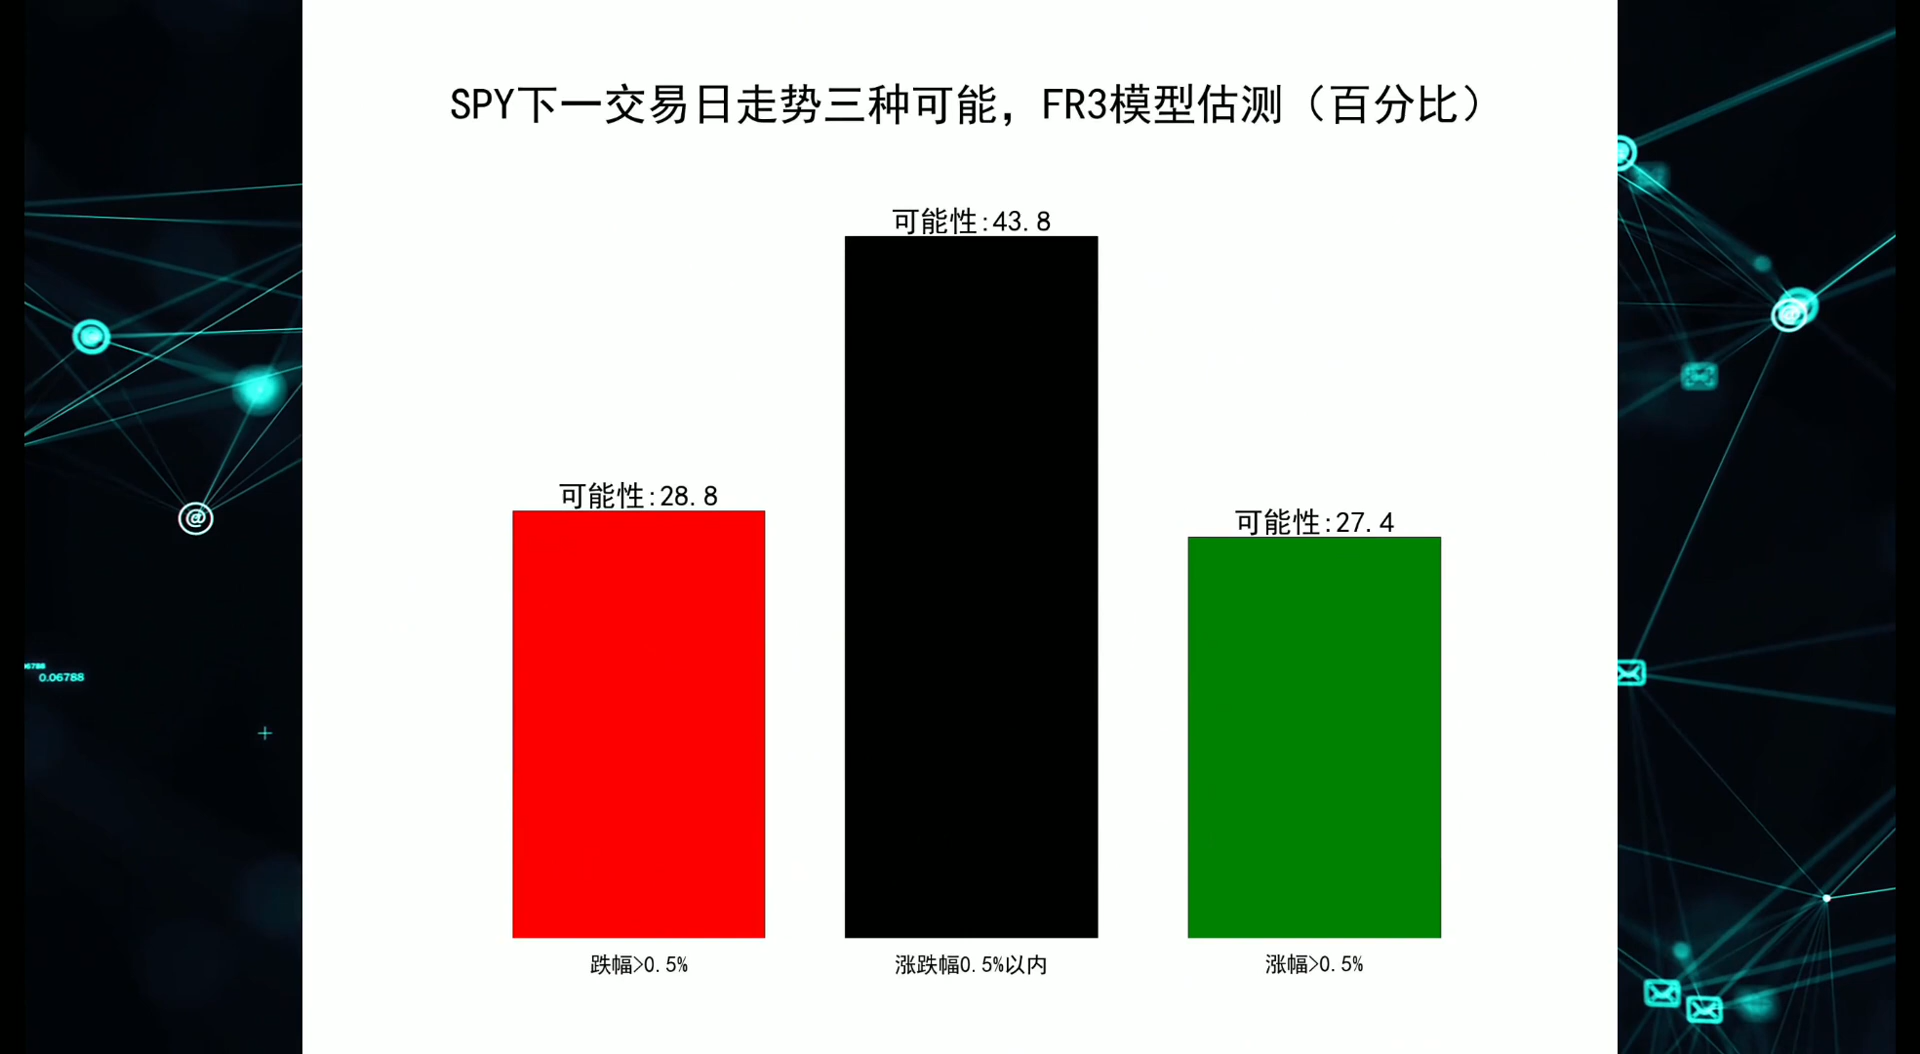 SPY下一交易日走势三种可能，FR3模型估测（百分比）
可能性:43.8
可能性:28.8
可能性:27.4
跌幅>0.5%
涨跌幅0.5%以内
涨幅>0.5%
0.06788
@
@